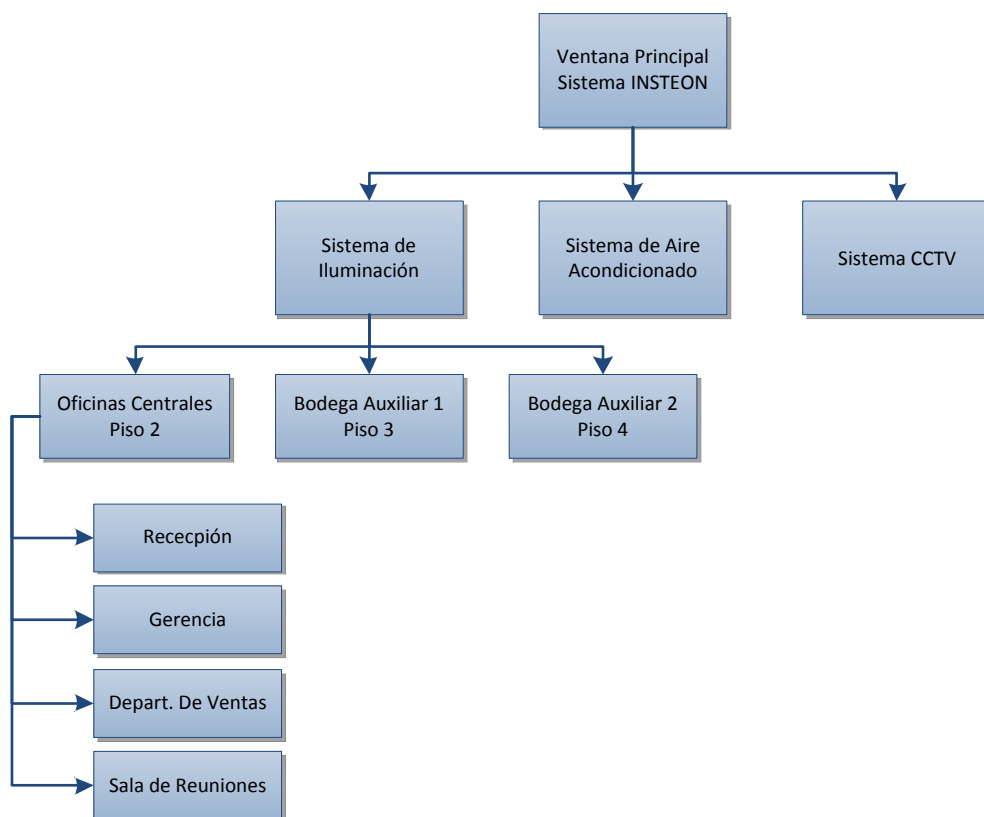 Ventana Principal
Sistema INSTEON
Sistema de
Iluminación
Sistema de Aire
Acondicionado
Sistema CCTV
Oficinas Centrales
Piso 2
Bodega Auxiliar 1
Piso 3
Bodega Auxiliar 2
Piso 4
Rececpión
Gerencia
Depart. De Ventas
Sala de Reuniones